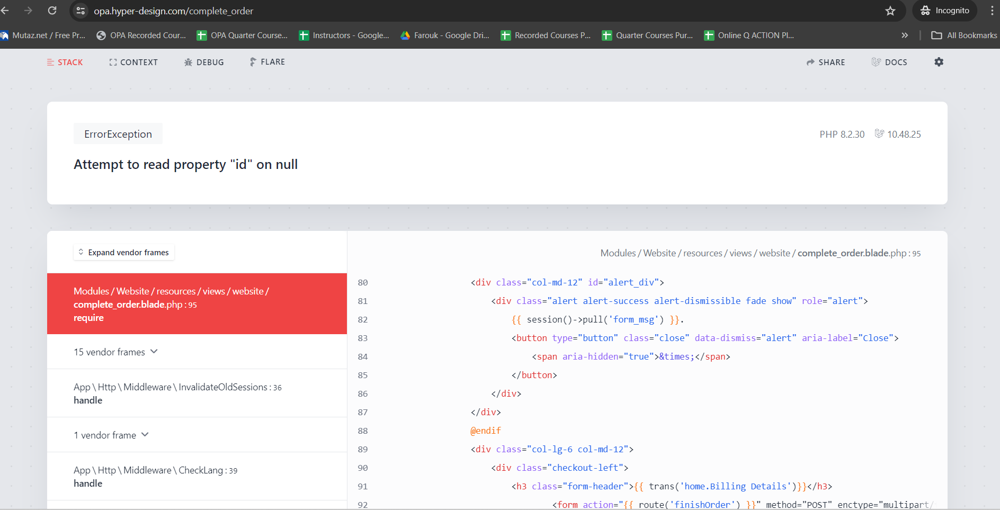 opa.hyper-design.com/complete_order
Incognito
Mutaz.net / Free Pr...
OPA Recorded Cour...
OPA Quarter Course...
Instructors - Google...
Farouk - Google Dri...
Recorded Courses P...
Quarter Courses Pur...
Online Q ACTION Pl...
All Bookmarks
STACK
CONTEXT
DEBUG
FLARE
SHARE
DOCS
ErrorException
PHP 8.2.30
10.48.25
Attempt to read property "id" on null
Expand vendor frames
Modules / Website / resources / views / website /
complete_order.blade.php : 95
require
15 vendor frames
App \ Http \ Middleware \ InvalidateOldSessions : 36
handle
1 vendor frame
App \ Http \ Middleware \ CheckLang : 39
handle
Modules / Website / resources / views / website / complete_order.blade.php : 95
80 <div class="col-md-12" id="alert_div">
81 <div class="alert alert-success alert-dismissible fade show" role="alert">
82 {{ session()->pull('form_msg') }}.
83 <button type="button" class="close" data-dismiss="alert" aria-label="Close">
84 <span aria-hidden="true">&times;</span>
85 </button>
86 </div>
87 </div>
88 @endif
89 <div class="col-lg-6 col-md-12">
90 <div class="checkout-left">
91 <h3 class="form-header">{{ trans('home.Billing Details')}}</h3>
92 <form action="{{ route('finishOrder') }}" method="POST" enctype="multipart/